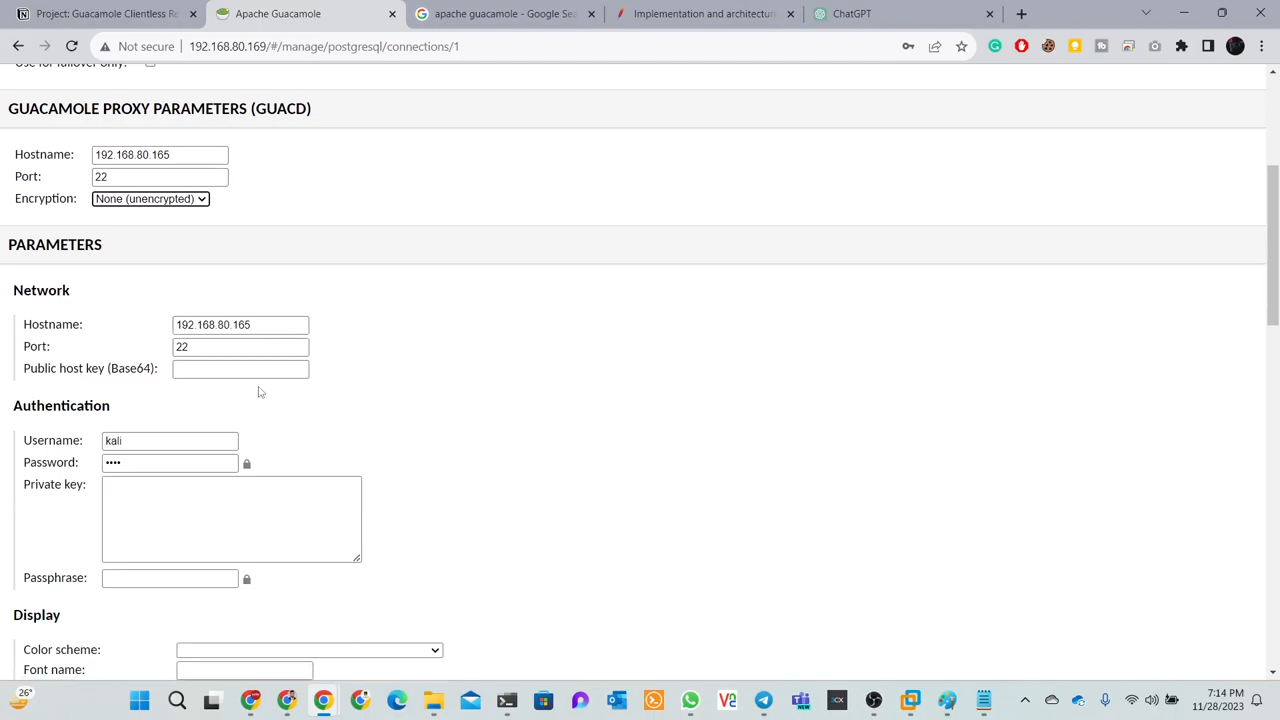 Project: Guacamole Clientless Re
Apache Guacamole
apache guacamole - Google Sea
Implementation and architectur
ChatGPT
Not secure
192.168.80.169/#/manage/postgresql/connections/1
Use for failover only:
GUACAMOLE PROXY PARAMETERS (GUACD)
Hostname: 192.168.80.165
Port: 22
Encryption: None (unencrypted)
PARAMETERS
Network
Hostname: 192.168.80.165
Port: 22
Public host key (Base64):
Authentication
Username: kali
Password: ••••
Private key:
Passphrase:
Display
Color scheme:
Font name:
26°
7:14 PM
11/28/2023